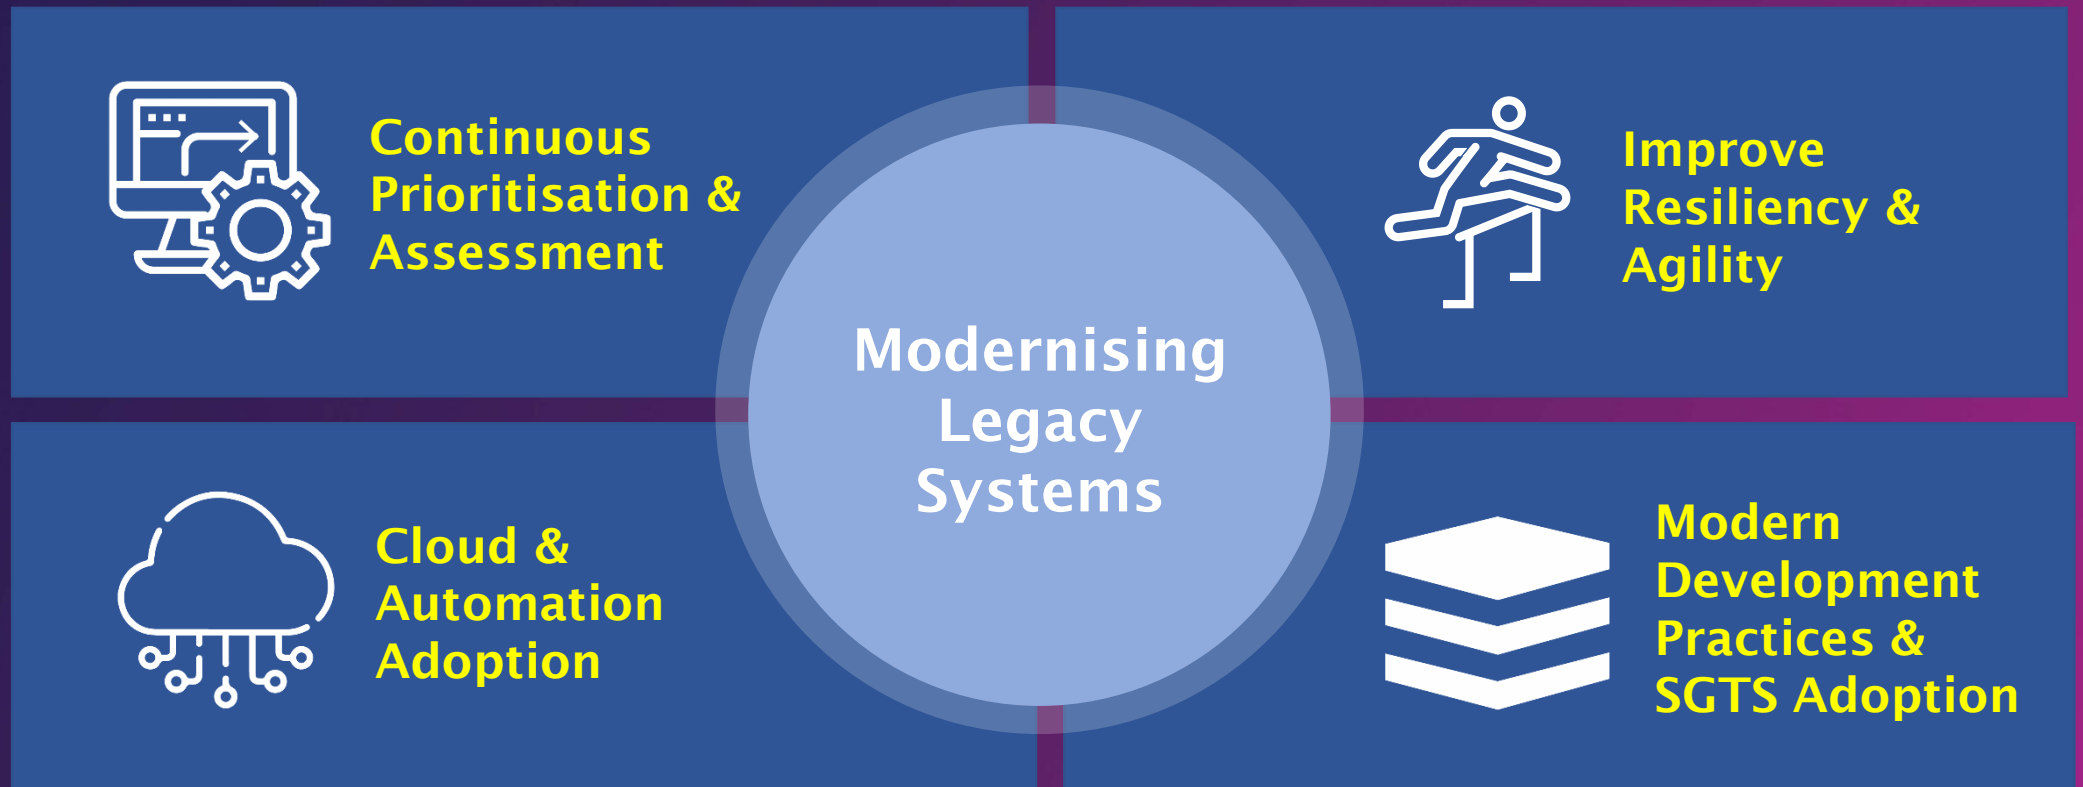 Continuous
Prioritisation &
Assessment
Improve
Resiliency &
Agility
Modernising
Legacy
Systems
Cloud &
Automation
Adoption
Modern
Development
Practices &
SGTS Adoption